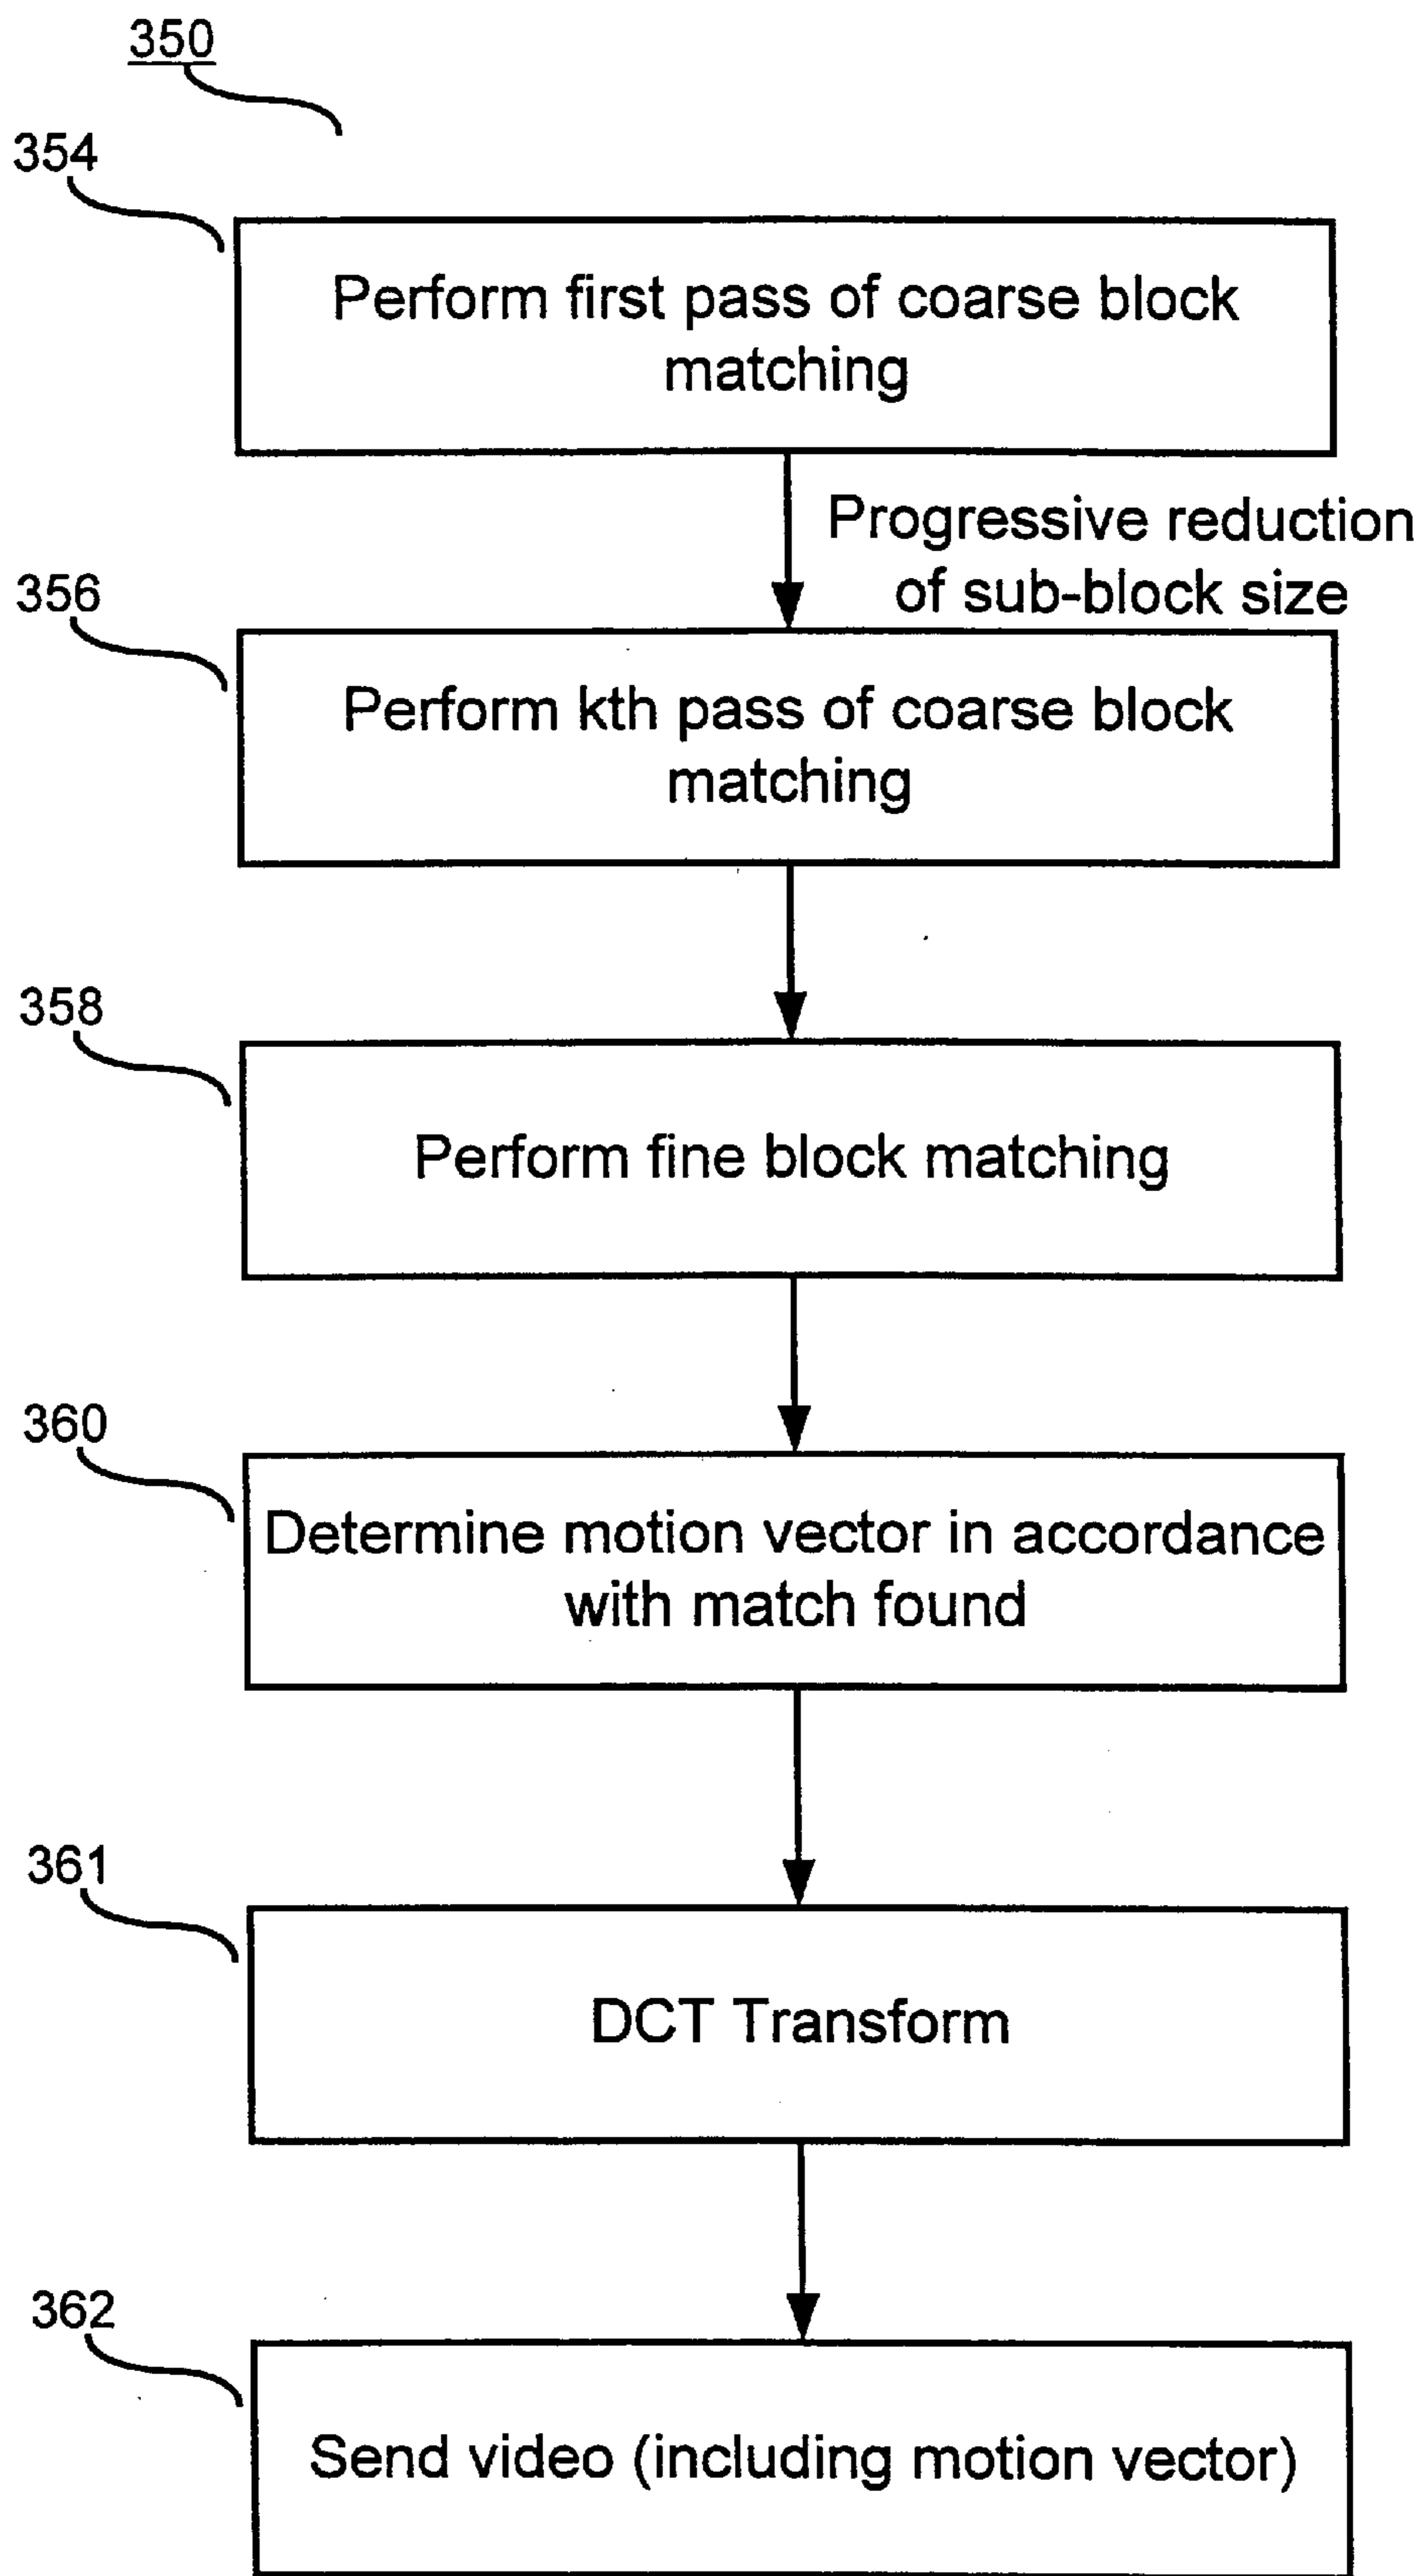 350
354
Perform first pass of coarse block
matching
Progressive reduction
of sub-block size
356
Perform kth pass of coarse block
matching
358
Perform fine block matching
360
Determine motion vector in accordance
with match found
361
DCT Transform
362
Send video (including motion vector)